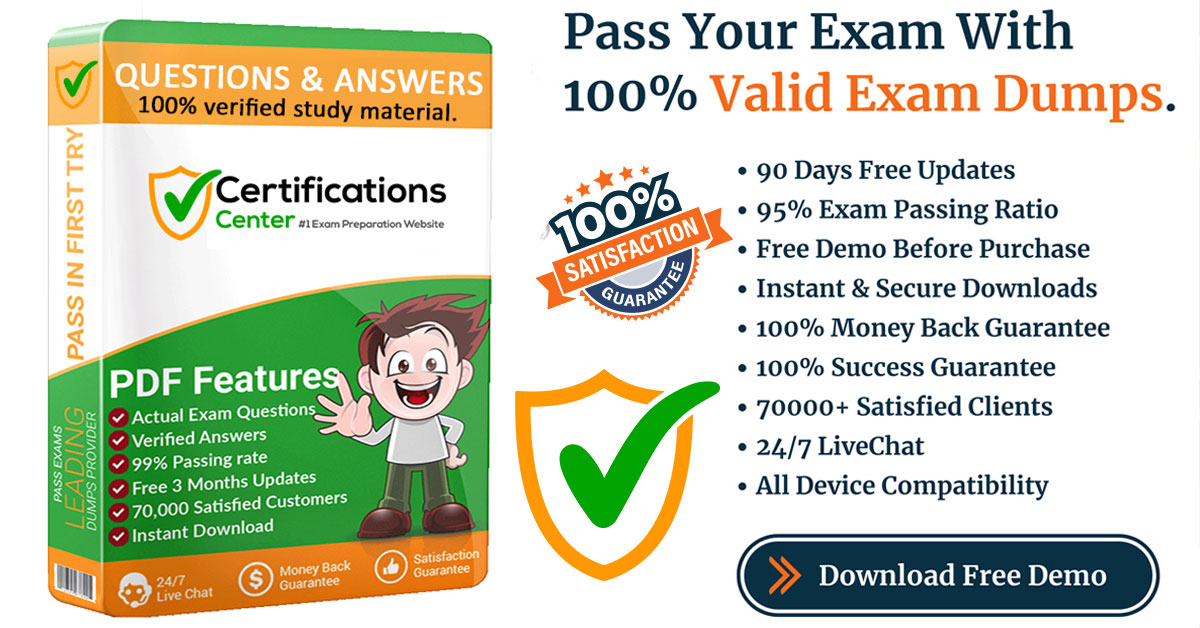 QUESTIONS & ANSWERS
100% verified study material.
PASS IN FIRST TRY
Certifications
Center #1 Exam Preparation Website
PDF Features
Actual Exam Questions
Verified Answers
99% Passing rate
Free 3 Months Updates
70,000 Satisfied Customers
Instant Download
PASS EXAMS
LEADING
DUMPS PROVIDER
24/7
Live Chat
$
Money Back
Guarantee
Satisfaction
Guarantee
Pass Your Exam With
100% Valid Exam Dumps.
100%
SATISFACTION
GUARANTEE
• 90 Days Free Updates
• 95% Exam Passing Ratio
• Free Demo Before Purchase
• Instant & Secure Downloads
• 100% Money Back Guarantee
• 100% Success Guarantee
• 70000+ Satisfied Clients
• 24/7 LiveChat
• All Device Compatibility
Download Free Demo